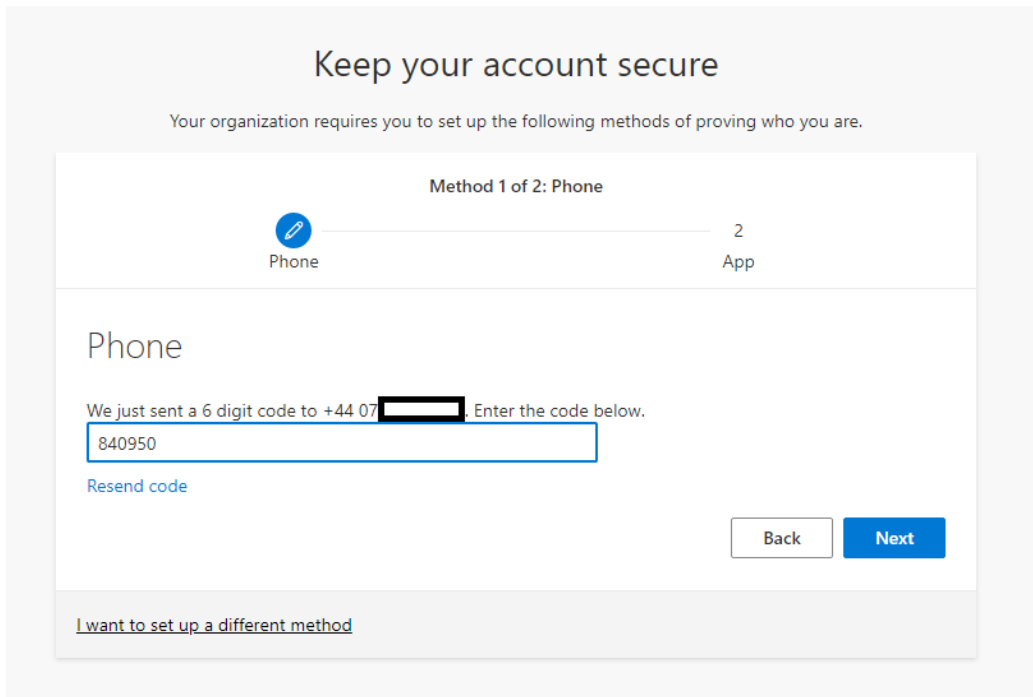 Keep your account secure
Your organization requires you to set up the following methods of proving who you are.
Method 1 of 2: Phone
2
Phone
App
Phone
We just sent a 6 digit code to +44 07 . Enter the code below.
840950
Resend code
Back
Next
I want to set up a different method